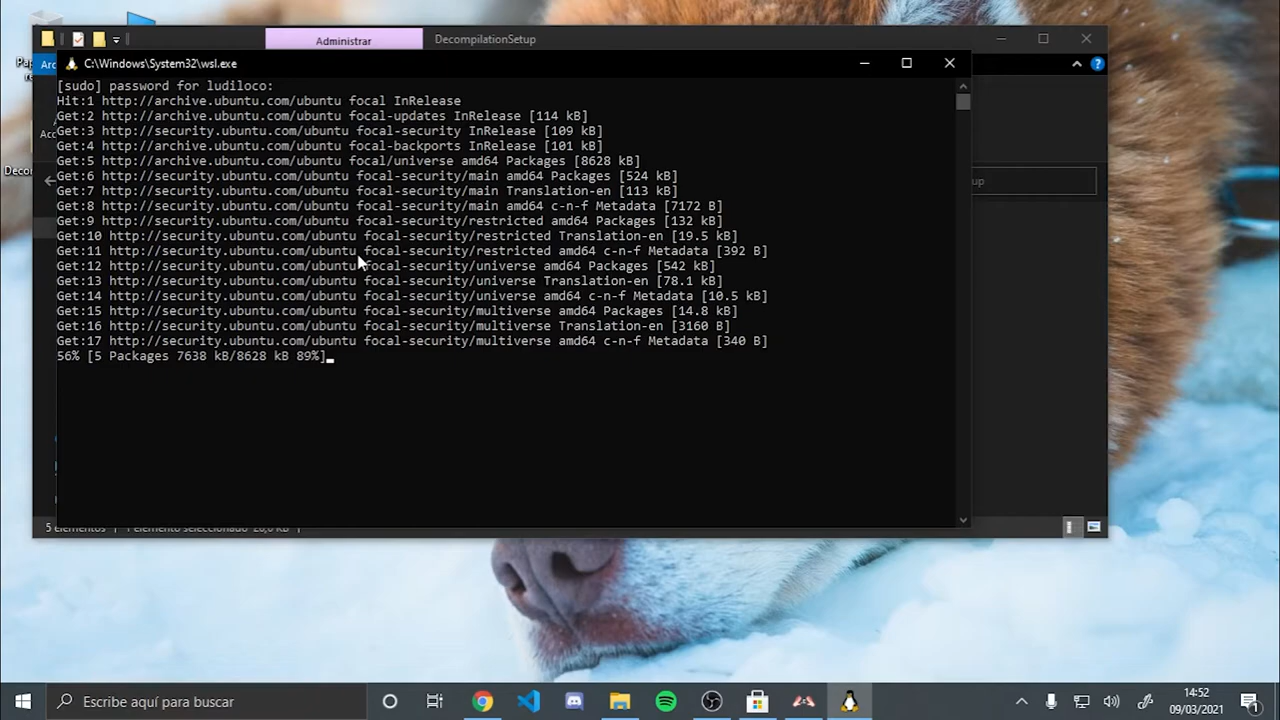 Administrar
DecompilationSetup
C:\Windows\System32\wsl.exe
[sudo] password for ludiloco:
Hit:1 http://archive.ubuntu.com/ubuntu focal InRelease
Get:2 http://archive.ubuntu.com/ubuntu focal-updates InRelease [114 kB]
Get:3 http://security.ubuntu.com/ubuntu focal-security InRelease [109 kB]
Get:4 http://archive.ubuntu.com/ubuntu focal-backports InRelease [101 kB]
Get:5 http://archive.ubuntu.com/ubuntu focal/universe amd64 Packages [8628 kB]
Get:6 http://security.ubuntu.com/ubuntu focal-security/main amd64 Packages [524 kB]
Get:7 http://security.ubuntu.com/ubuntu focal-security/main Translation-en [113 kB]
Get:8 http://security.ubuntu.com/ubuntu focal-security/main amd64 c-n-f Metadata [7172 B]
Get:9 http://security.ubuntu.com/ubuntu focal-security/restricted amd64 Packages [132 kB]
Get:10 http://security.ubuntu.com/ubuntu focal-security/restricted Translation-en [19.5 kB]
Get:11 http://security.ubuntu.com/ubuntu focal-security/restricted amd64 c-n-f Metadata [392 B]
Get:12 http://security.ubuntu.com/ubuntu focal-security/universe amd64 Packages [542 kB]
Get:13 http://security.ubuntu.com/ubuntu focal-security/universe Translation-en [78.1 kB]
Get:14 http://security.ubuntu.com/ubuntu focal-security/universe amd64 c-n-f Metadata [10.5 kB]
Get:15 http://security.ubuntu.com/ubuntu focal-security/multiverse amd64 Packages [14.8 kB]
Get:16 http://security.ubuntu.com/ubuntu focal-security/multiverse Translation-en [3160 B]
Get:17 http://security.ubuntu.com/ubuntu focal-security/multiverse amd64 c-n-f Metadata [340 B]
56% [5 Packages 7638 kB/8628 kB 89%]
5 elementos
Escribe aquí para buscar
14:52
09/03/2021
1